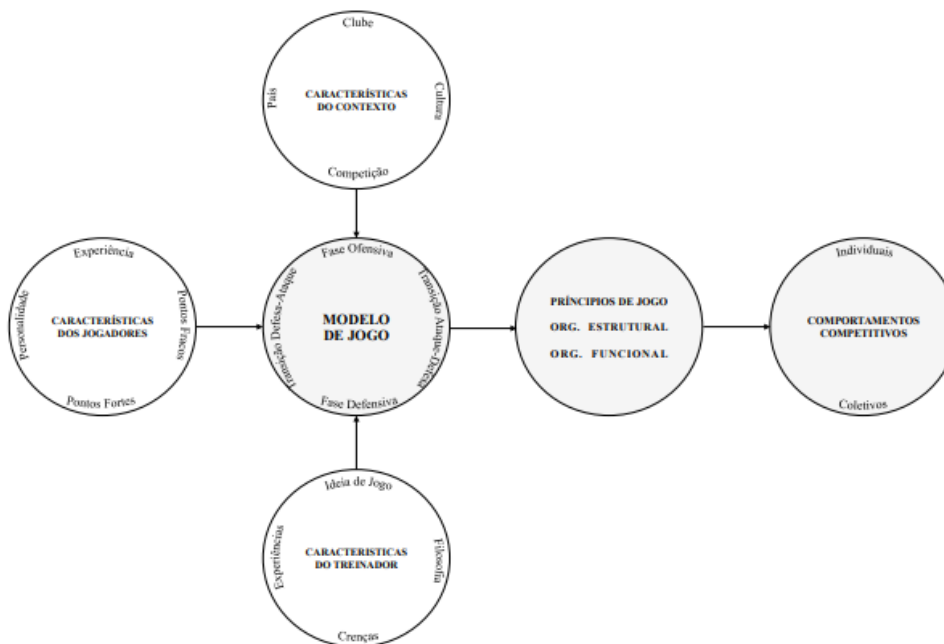 Clube
País
CARACTERÍSTICAS
DO CONTEXTO
Cultura
Competição
Experiência
Personalidade
CARACTERÍSTICAS
DOS JOGADORES
Pontos Fracos
Pontos Fortes
Fase Ofensiva
Transição Defesa-Ataque
MODELO
DE JOGO
Transição Ataque-Defesa
Fase Defensiva
PRÍNCIPIOS DE JOGO
ORG. ESTRUTURAL
ORG. FUNCIONAL
Individuais
COMPORTAMENTOS
COMPETITIVOS
Coletivos
Ideia de Jogo
Experiências
CARACTERISTICAS
DO TREINADOR
Filosofia
Crenças